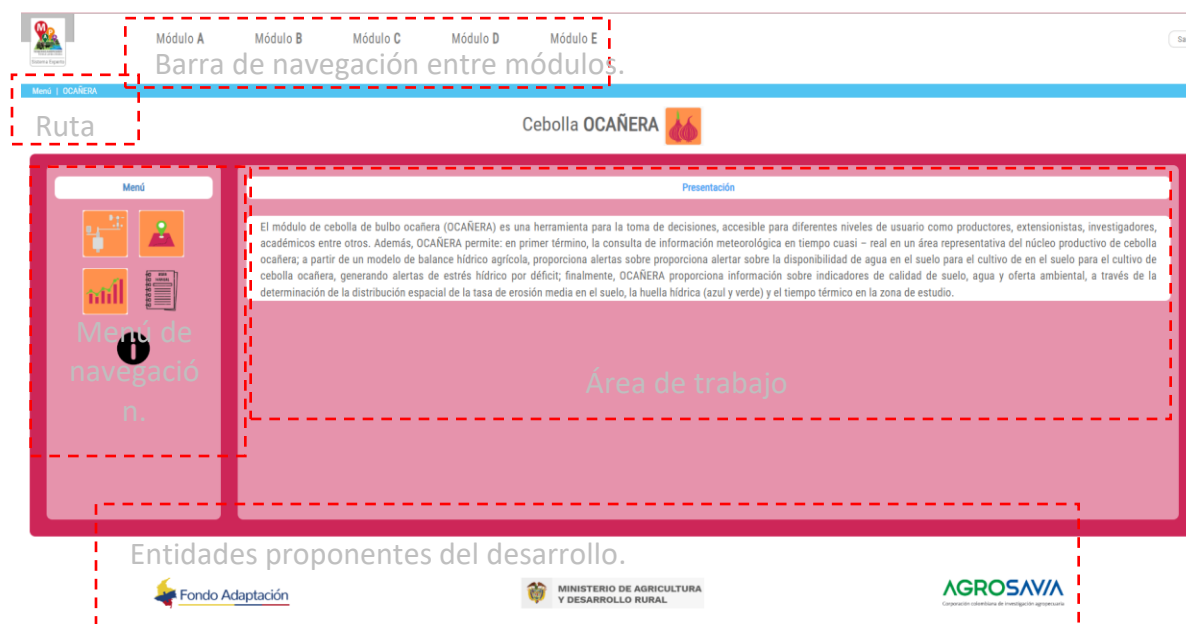 Módulo A Módulo B Módulo C Módulo D Módulo E
Barra de navegación entre módulos.
Menú | OCAÑERA
Ruta
Cebolla OCAÑERA
Menú
Presentación
El módulo de cebolla de bulbo ocañera (OCAÑERA) es una herramienta para la toma de decisiones, accesible para diferentes niveles de usuario como productores, extensionistas, investigadores,
académicos entre otros. Además, OCAÑERA permite: en primer término, la consulta de información meteorológica en tiempo cuasi – real en un área representativa del núcleo productivo de cebolla
ocañera; a partir de un modelo de balance hídrico agrícola, proporciona alertas sobre proporciona alertar sobre la disponibilidad de agua en el suelo para el cultivo de en el suelo para el cultivo de
cebolla ocañera, generando alertas de estrés hídrico por déficit; finalmente, OCAÑERA proporciona información sobre indicadores de calidad de suelo, agua y oferta ambiental, a través de la
determinación de la distribución espacial de la tasa de erosión media en el suelo, la huella hídrica (azul y verde) y el tiempo térmico en la zona de estudio.
Menú de
navegació
n.
Área de trabajo
Entidades proponentes del desarrollo.
Fondo Adaptación
MINISTERIO DE AGRICULTURA
Y DESARROLLO RURAL
AGROSAVIA
Corporación colombiana de investigación agropecuaria